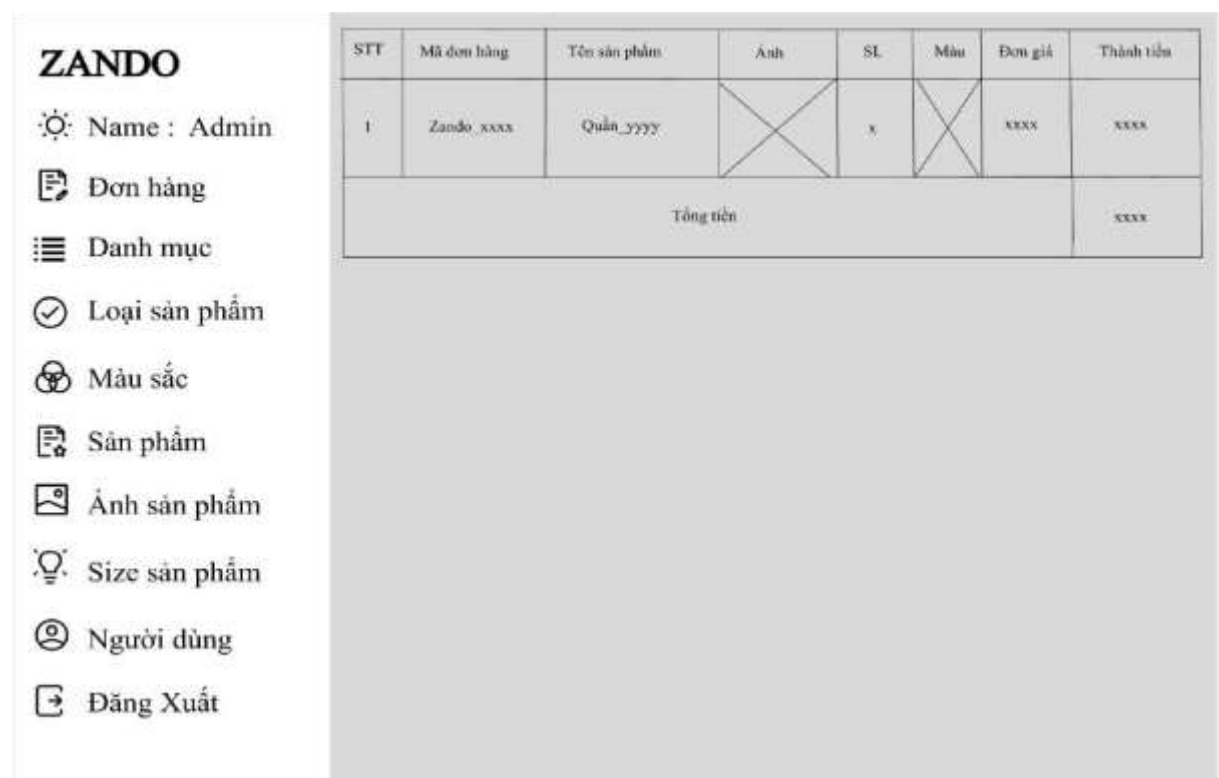 ZANDO
Name : Admin
Đơn hàng
Danh mục
Loại sản phẩm
Màu sắc
Sản phẩm
Ảnh sản phẩm
Size sản phẩm
Người dùng
Đăng Xuất
STT Mã đơn hàng Tên sản phẩm Ảnh SL Màu Đơn giá Thành tiền
1 Zando_xxxx Quần_yyyy x xxxx xxxx
Tổng tiền xxxx